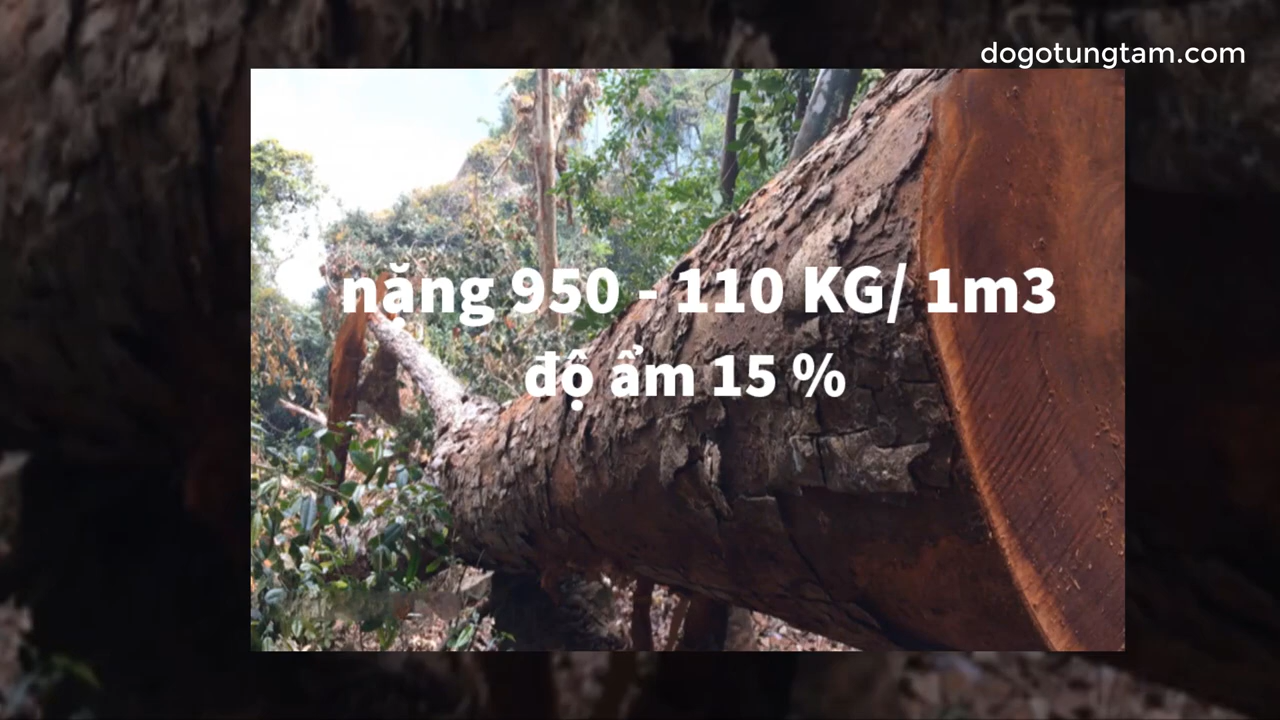 dogotungtam.com
nặng 950 - 110 KG/ 1m3
độ ẩm 15 %